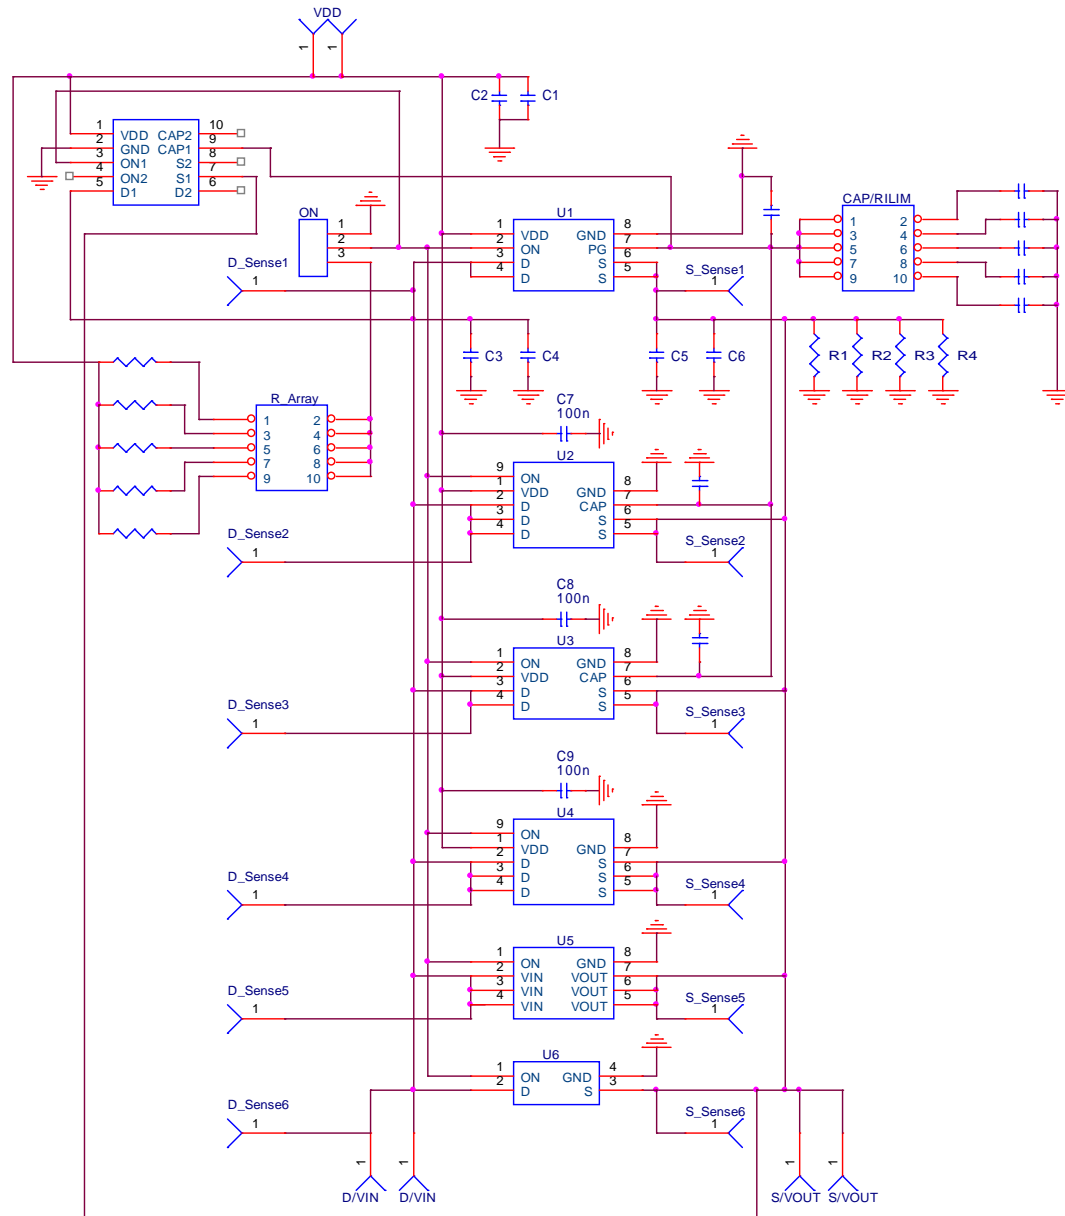 VDD
1 1
C2 C1
1 VDD CAP2 10
2 GND CAP1 9
3 ON1 S2 8
4 ON2 S1 7
5 D1 D2 6
ON
1
2
3
U1
1 VDD GND 8
2 ON PG 7
3 D S 6
4 D S 5
CAP/RILIM
1 2
3 4
5 6
7 8
9 10
D_Sense1
1
S_Sense1
1
C3 C4 C5 C6
R1 R2 R3 R4
R_Array
1 2
3 4
5 6
7 8
9 10
C7
100n
U2
9 ON
1 VDD GND 8
2 D CAP 7
3 D S 6
4 D S 5
D_Sense2
1
S_Sense2
1
C8
100n
U3
1 ON GND 8
2 VDD CAP 7
3 D S 6
4 D S 5
D_Sense3
1
S_Sense3
1
C9
100n
U4
9 ON
1 VDD GND 8
2 D S 7
3 D S 6
4 D S 5
D_Sense4
1
S_Sense4
1
U5
1 ON GND 8
2 VIN VOUT 7
3 VIN VOUT 6
4 VIN VOUT 5
D_Sense5
1
S_Sense5
1
U6
1 ON GND 4
2 D S 3
D_Sense6
1
S_Sense6
1
1 1 1 1
D/VIN D/VIN S/VOUT S/VOUT